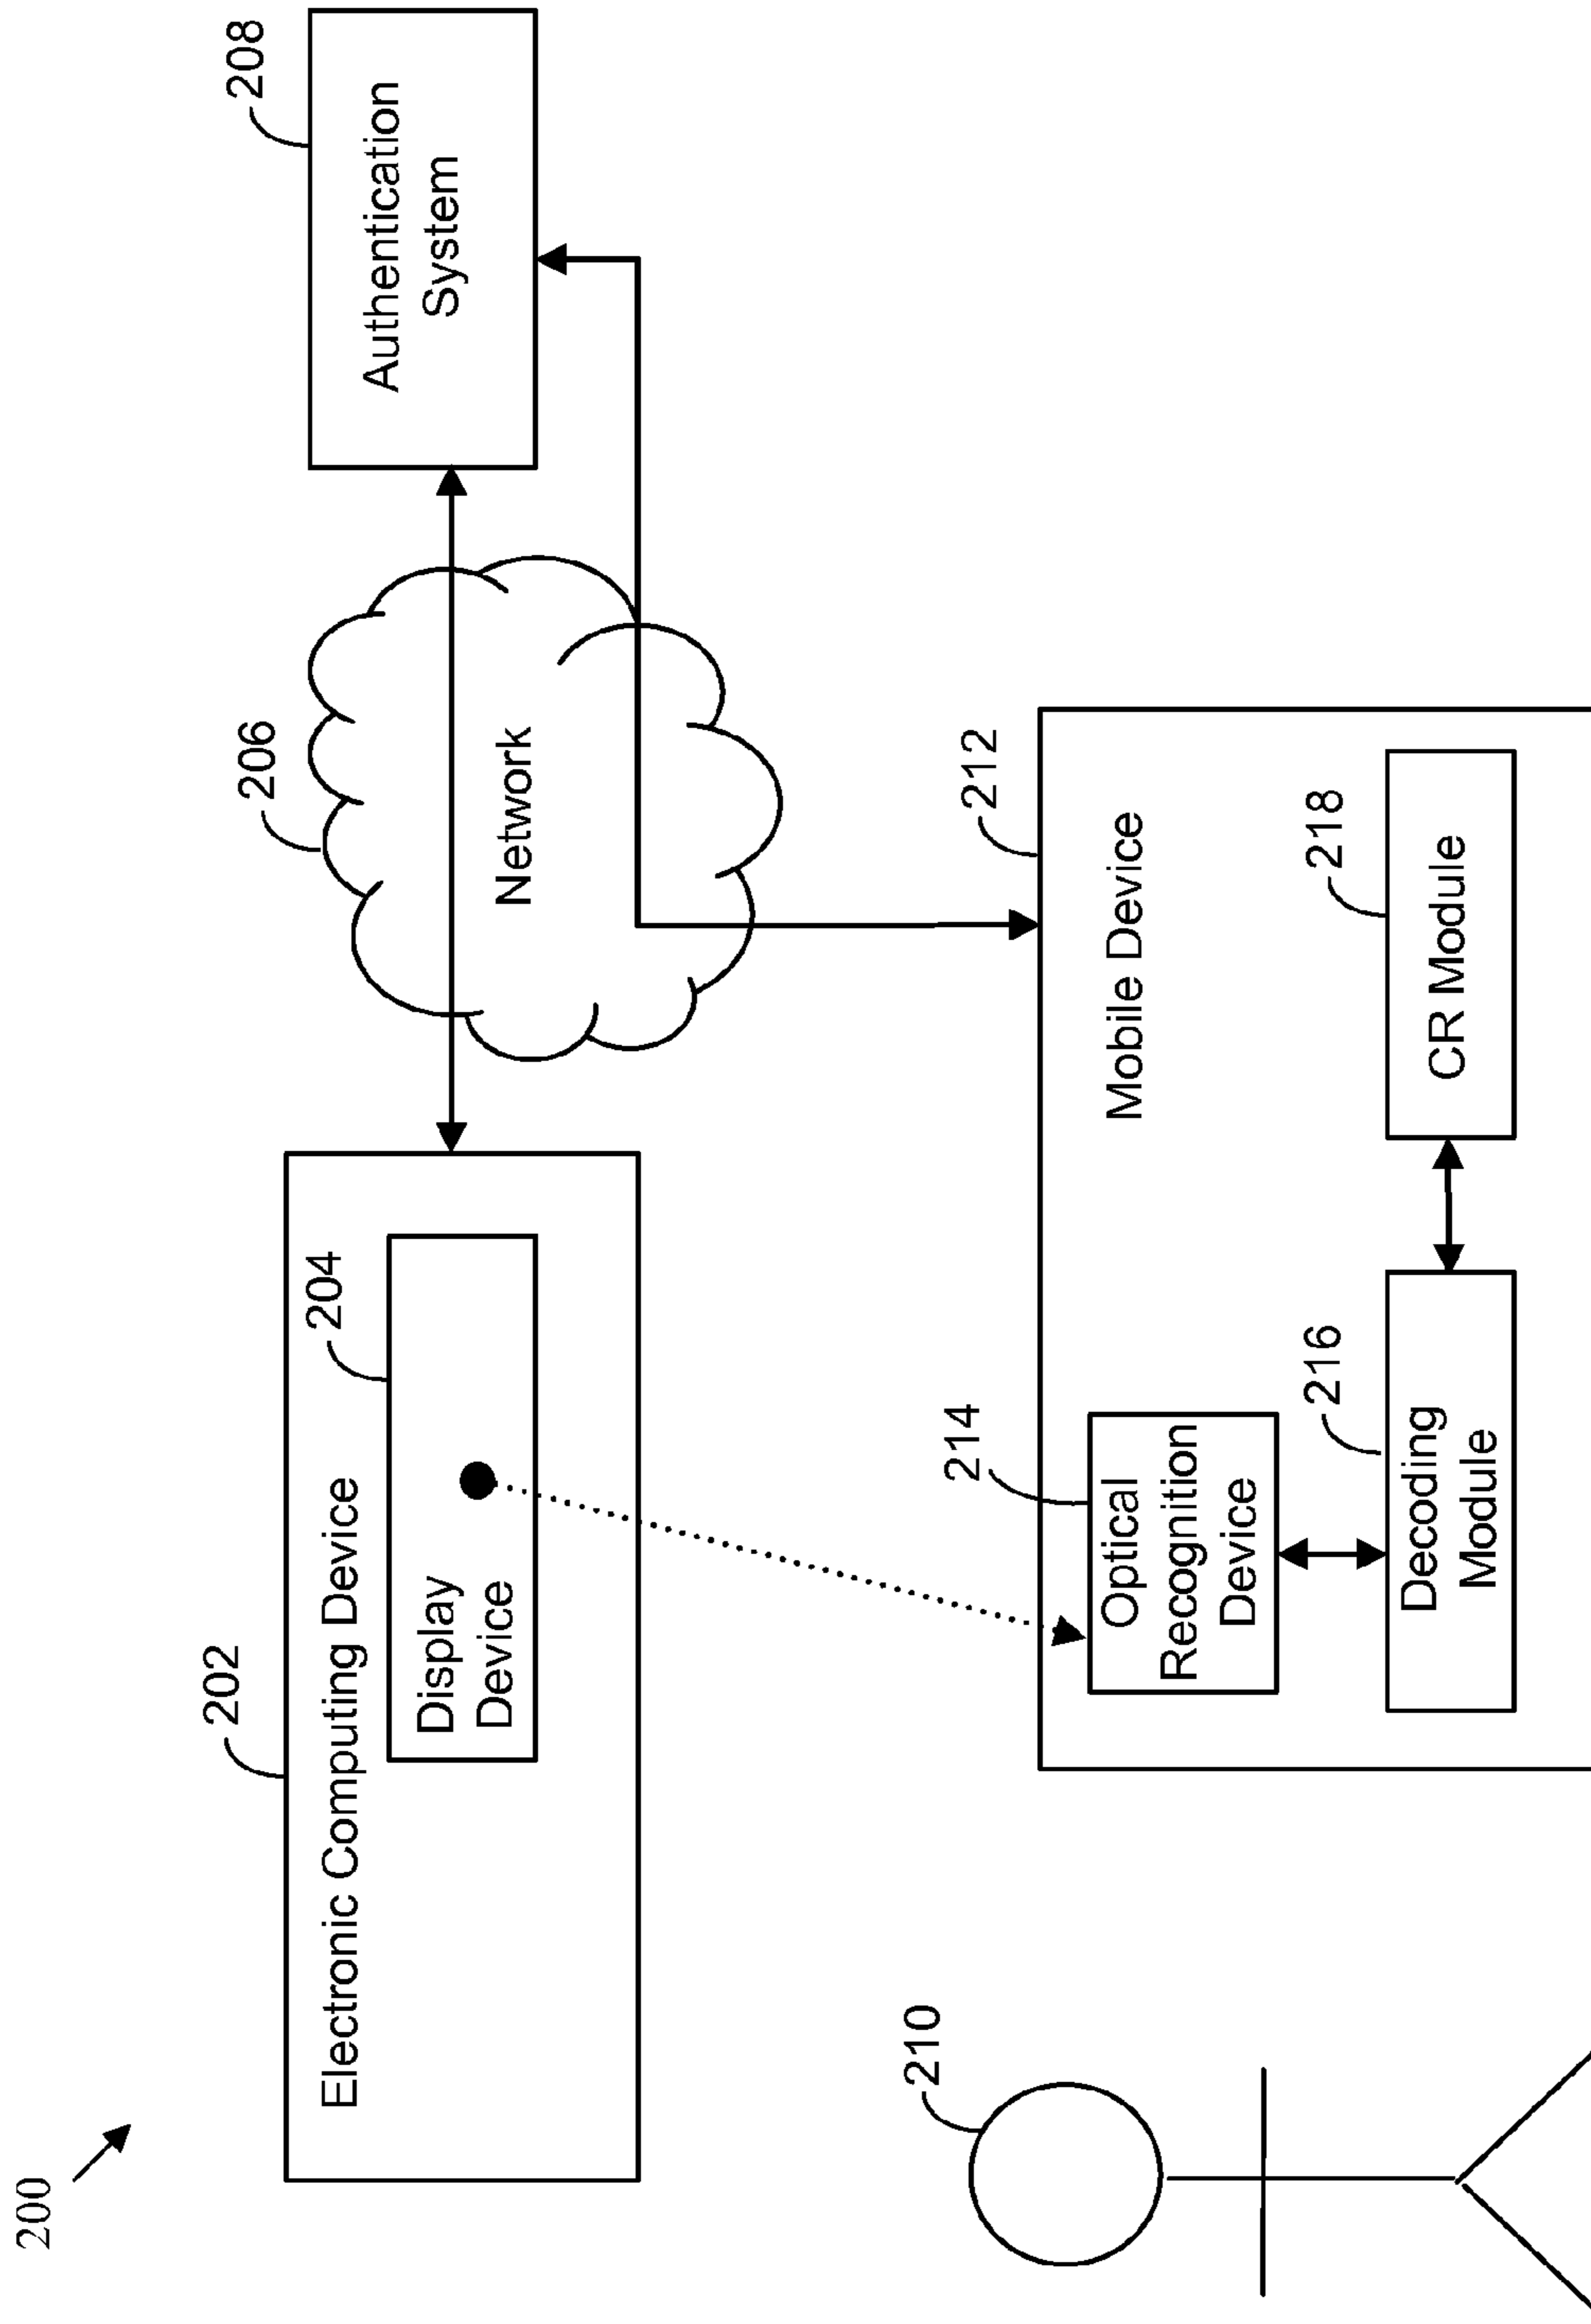 200
202
Electronic Computing Device
204
Display
Device
206
Network
208
Authentication
System
210
212
Mobile Device
214
Optical
Recognition
Device
216
Decoding
Module
218
CR Module